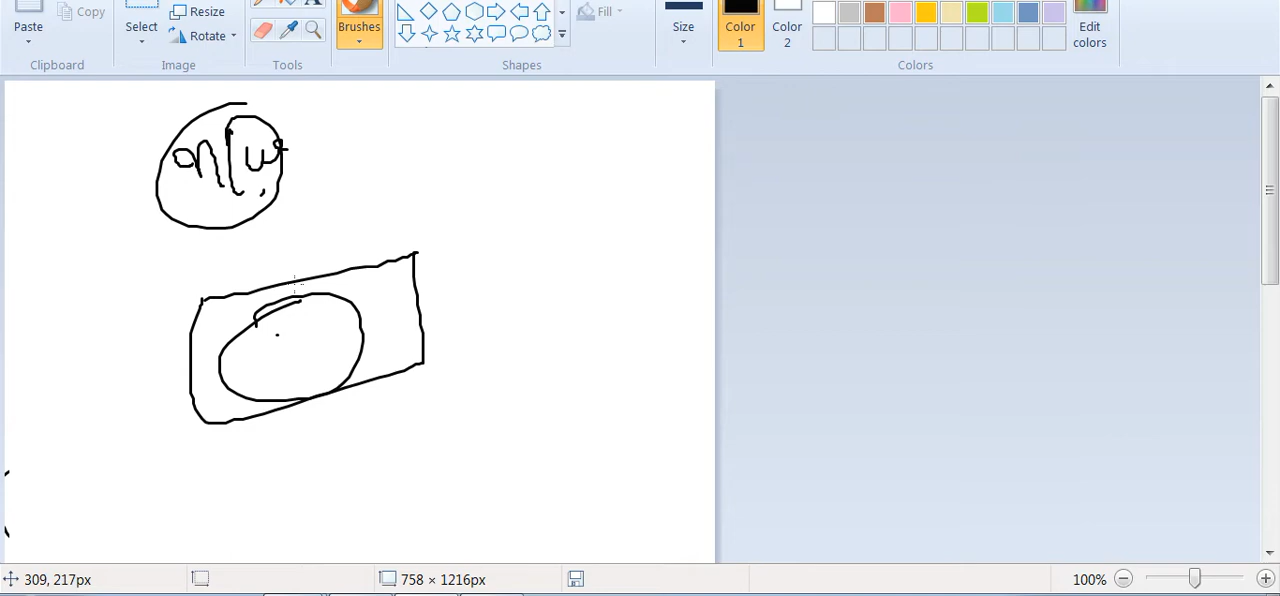 Paste
Copy
Select
Resize
Rotate
Brushes
Fill
Size
Color 1
Color 2
Edit colors
Clipboard
Image
Tools
Shapes
Colors
309, 217px
758 × 1216px
100%